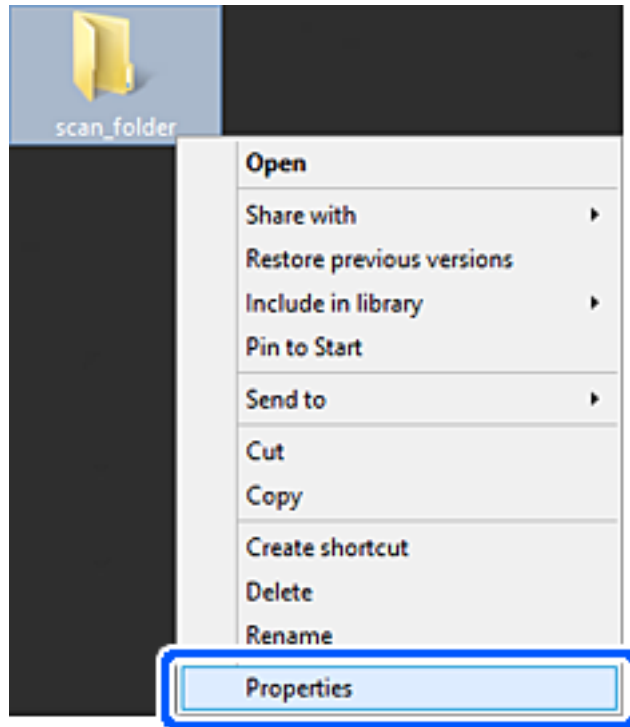 scan_folder
Open
Share with
Restore previous versions
Include in library
Pin to Start
Send to
Cut
Copy
Create shortcut
Delete
Rename
Properties